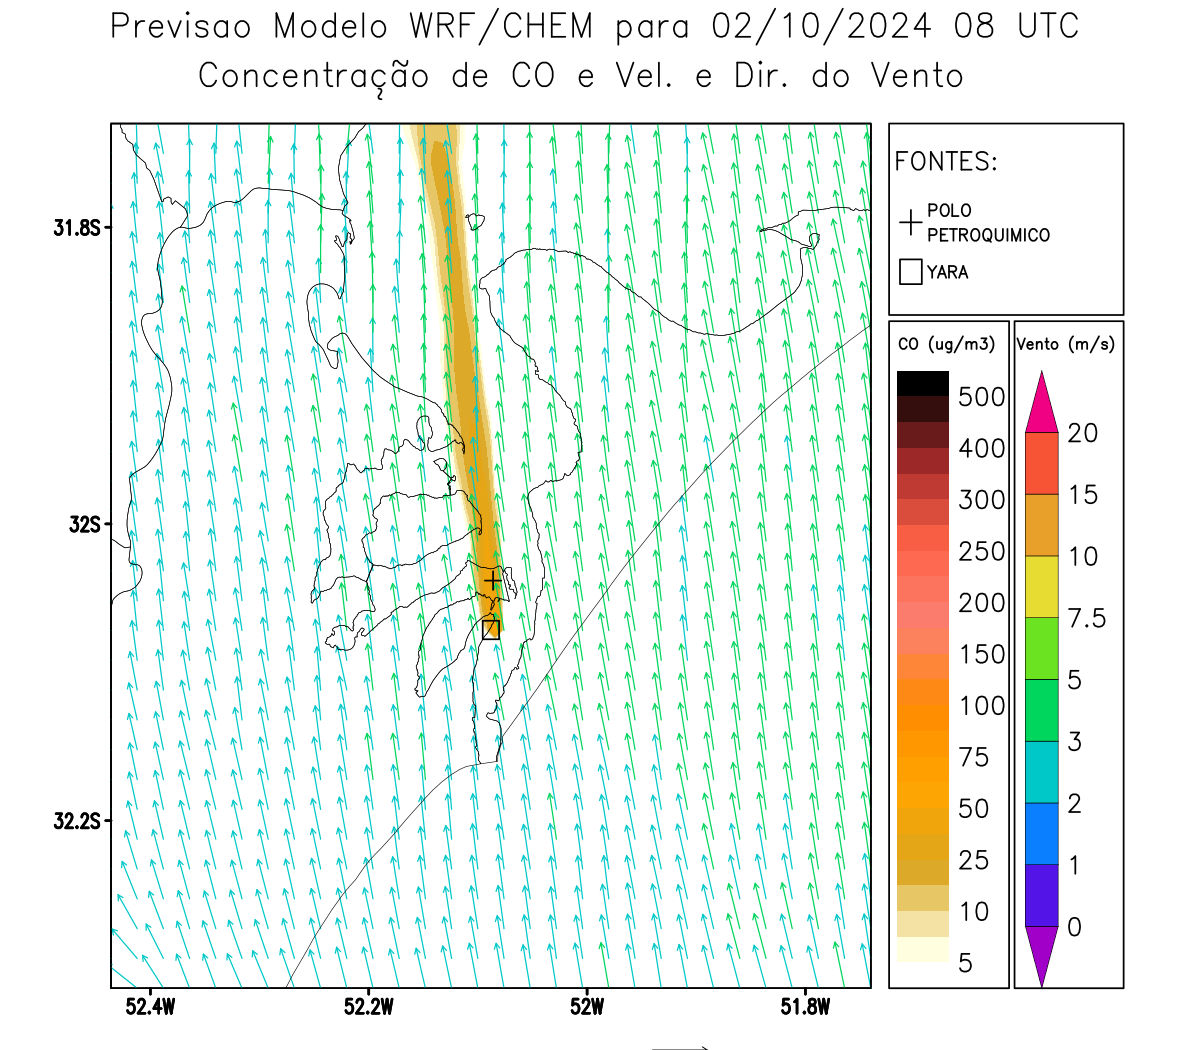 Previsao Modelo WRF/CHEM para 02/10/2024 08 UTC
Concentração de CO e Vel. e Dir. do Vento
FONTES:
POLO
PETROQUIMICO
YARA
CO (ug/m3)
500
400
300
250
200
150
100
75
50
25
10
5
Vento (m/s)
20
15
10
7.5
5
3
2
1
0
31.8S
32S
32.2S
52.4W
52.2W
52W
51.8W